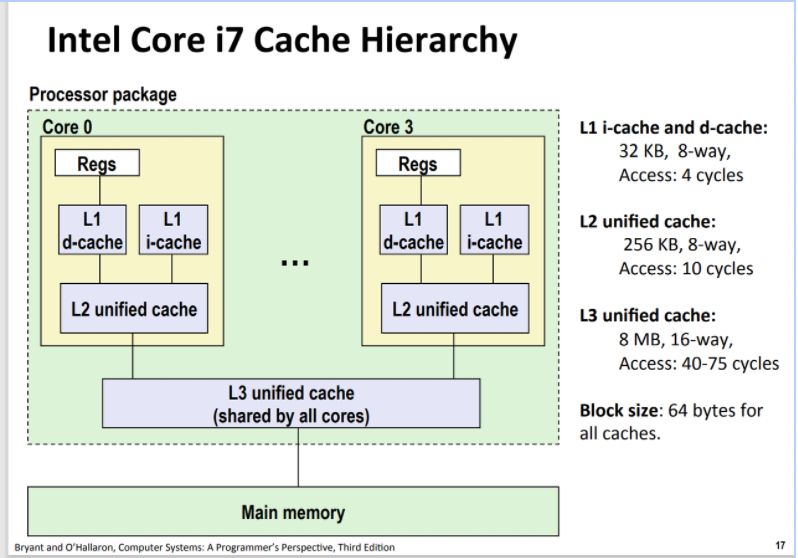 Intel Core i7 Cache Hierarchy
Processor package
Core 0
Regs
L1
d-cache
L1
i-cache
L2 unified cache
...
Core 3
Regs
L1
d-cache
L1
i-cache
L2 unified cache
L3 unified cache
(shared by all cores)
Main memory
L1 i-cache and d-cache:
32 KB, 8-way,
Access: 4 cycles
L2 unified cache:
256 KB, 8-way,
Access: 10 cycles
L3 unified cache:
8 MB, 16-way,
Access: 40-75 cycles
Block size: 64 bytes for
all caches.
Bryant and O'Hallaron, Computer Systems: A Programmer's Perspective, Third Edition
17